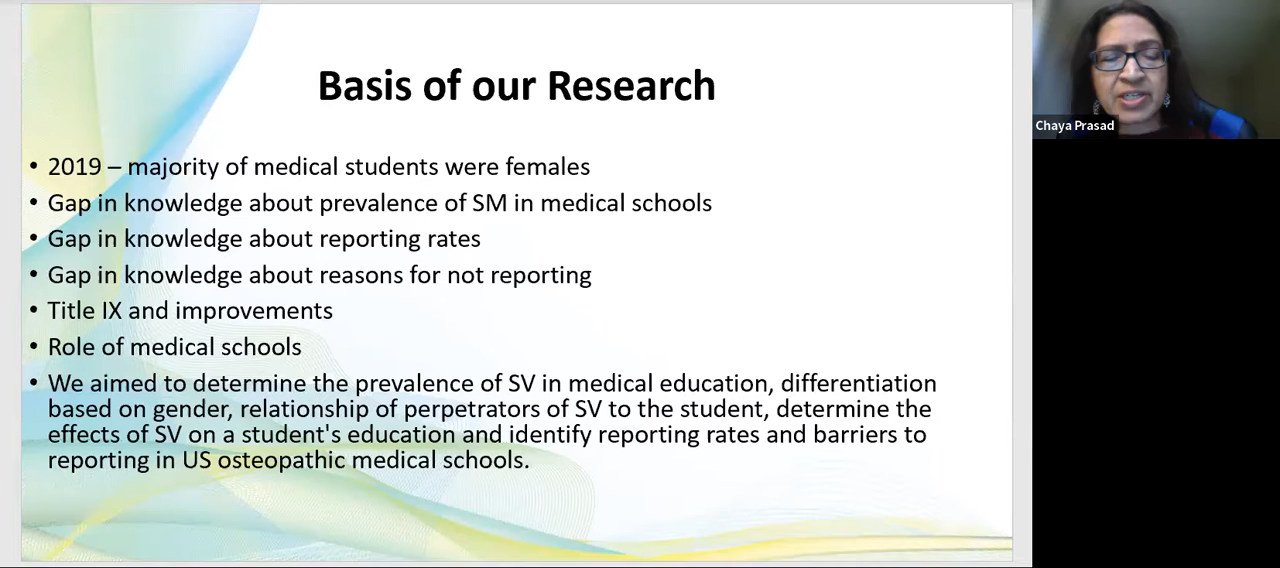 Basis of our Research
• 2019 – majority of medical students were females
• Gap in knowledge about prevalence of SM in medical schools
• Gap in knowledge about reporting rates
• Gap in knowledge about reasons for not reporting
• Title IX and improvements
• Role of medical schools
• We aimed to determine the prevalence of SV in medical education, differentiation
based on gender, relationship of perpetrators of SV to the student, determine the
effects of SV on a student's education and identify reporting rates and barriers to
reporting in US osteopathic medical schools.
Chaya Prasad